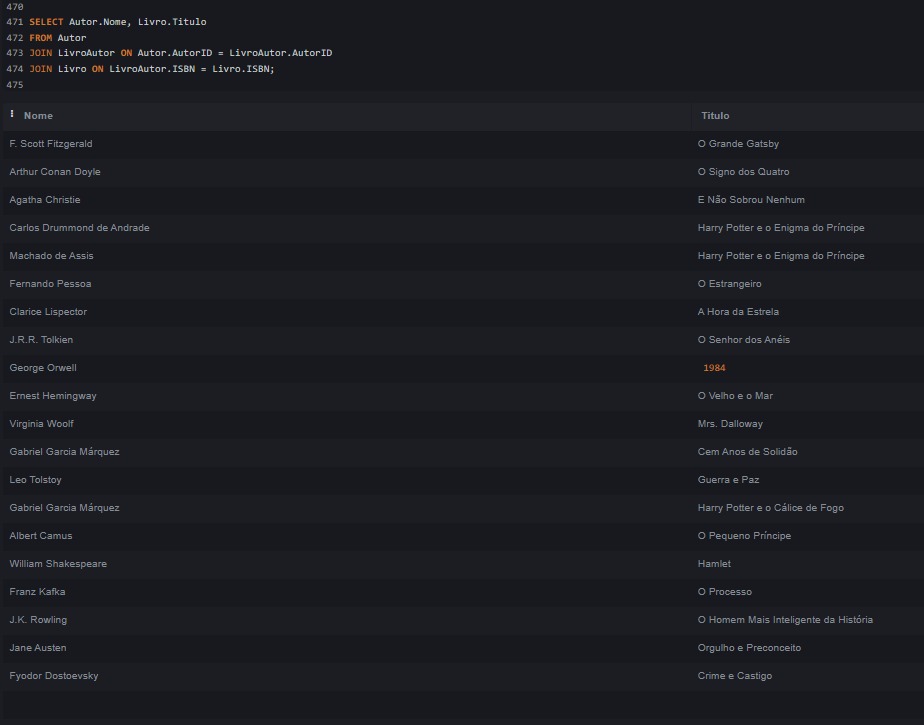 470
471 SELECT Autor.Nome, Livro.Titulo
472 FROM Autor
473 JOIN LivroAutor ON Autor.AutorID = LivroAutor.AutorID
474 JOIN Livro ON LivroAutor.ISBN = Livro.ISBN;
475
Nome Titulo
F. Scott Fitzgerald O Grande Gatsby
Arthur Conan Doyle O Signo dos Quatro
Agatha Christie E Não Sobrou Nenhum
Carlos Drummond de Andrade Harry Potter e o Enigma do Príncipe
Machado de Assis Harry Potter e o Enigma do Príncipe
Fernando Pessoa O Estrangeiro
Clarice Lispector A Hora da Estrela
J.R.R. Tolkien O Senhor dos Anéis
George Orwell 1984
Ernest Hemingway O Velho e o Mar
Virginia Woolf Mrs. Dalloway
Gabriel Garcia Márquez Cem Anos de Solidão
Leo Tolstoy Guerra e Paz
Gabriel Garcia Márquez Harry Potter e o Cálice de Fogo
Albert Camus O Pequeno Príncipe
William Shakespeare Hamlet
Franz Kafka O Processo
J.K. Rowling O Homem Mais Inteligente da História
Jane Austen Orgulho e Preconceito
Fyodor Dostoevsky Crime e Castigo